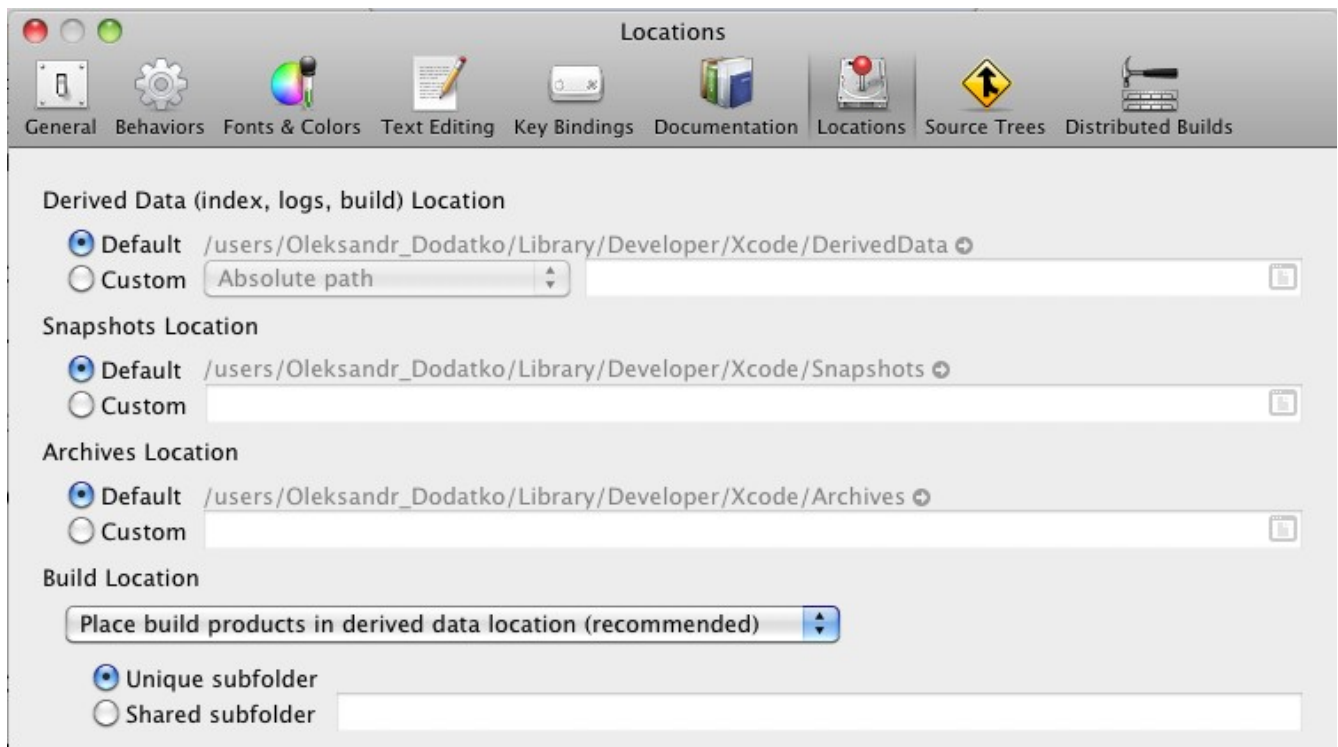 Locations
General Behaviors Fonts & Colors Text Editing Key Bindings Documentation Locations Source Trees Distributed Builds
Derived Data (index, logs, build) Location
Default /users/Oleksandr_Dodatko/Library/Developer/Xcode/DerivedData
Custom Absolute path
Snapshots Location
Default /users/Oleksandr_Dodatko/Library/Developer/Xcode/Snapshots
Custom
Archives Location
Default /users/Oleksandr_Dodatko/Library/Developer/Xcode/Archives
Custom
Build Location
Place build products in derived data location (recommended)
Unique subfolder
Shared subfolder